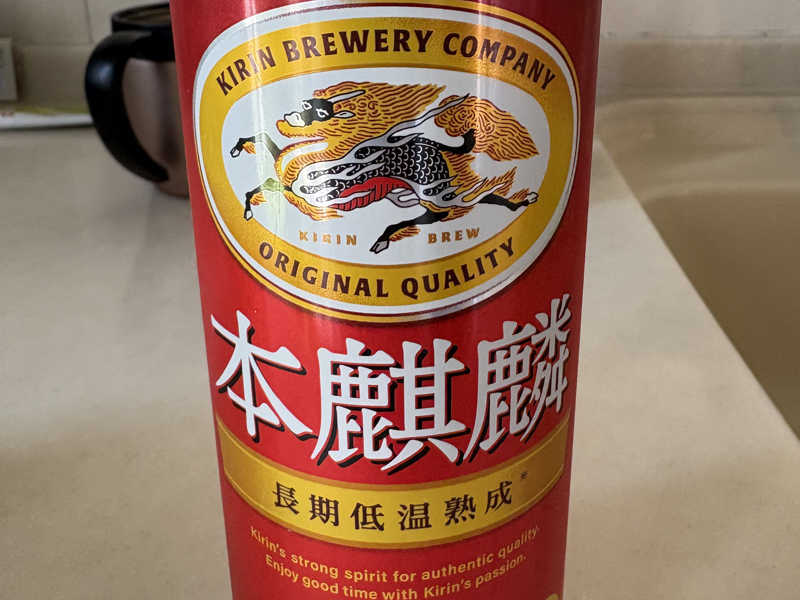 KIRIN BREWERY COMPANY
KIRIN BREW
ORIGINAL QUALITY
本麒麟
長期低温熟成※
Kirin's strong spirit for authentic quality.
Enjoy good time with Kirin's passion.